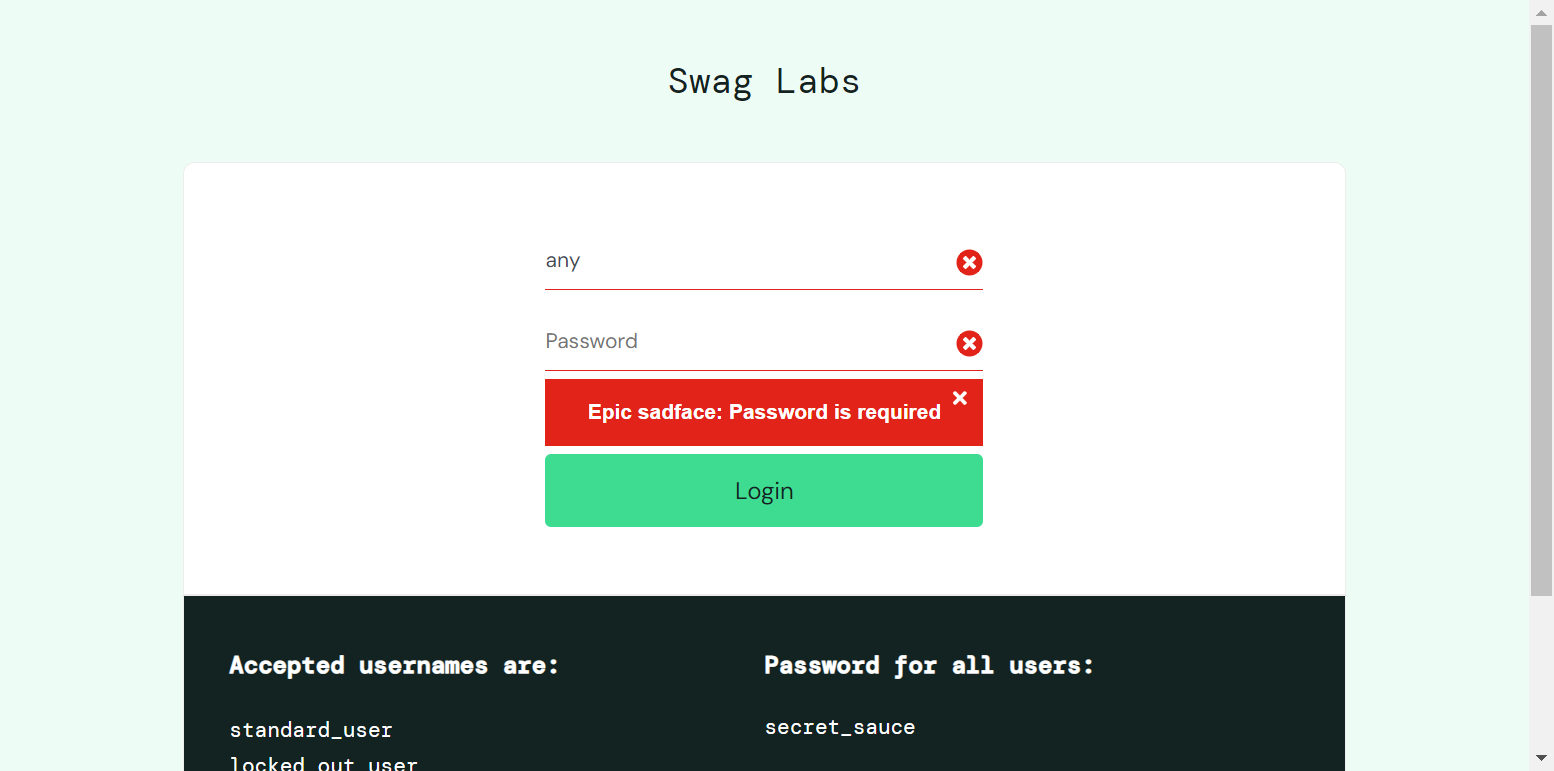 Swag Labs
any
Password
Epic sadface: Password is required
Login
Accepted usernames are:
standard_user
locked_out_user
Password for all users:
secret_sauce